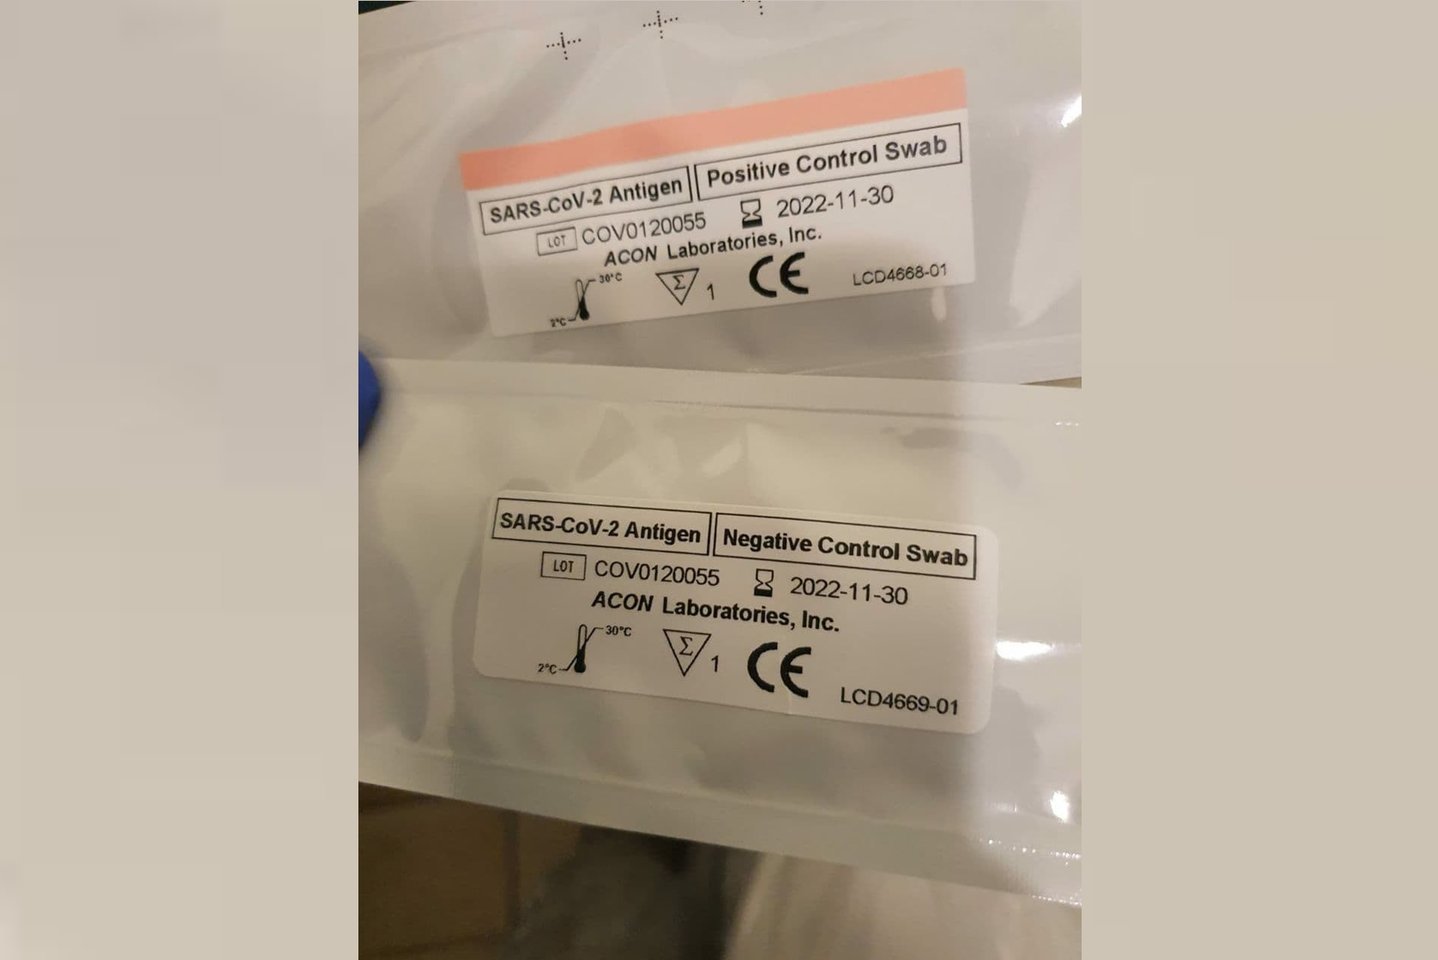 SARS-CoV-2 Antigen Positive Control Swab
LOT COV0120055 2022-11-30
ACON Laboratories, Inc.
30°C
2°C Σ 1 CE LCD4668-01
SARS-CoV-2 Antigen Negative Control Swab
LOT COV0120055 2022-11-30
ACON Laboratories, Inc.
30°C
2°C Σ 1 CE LCD4669-01